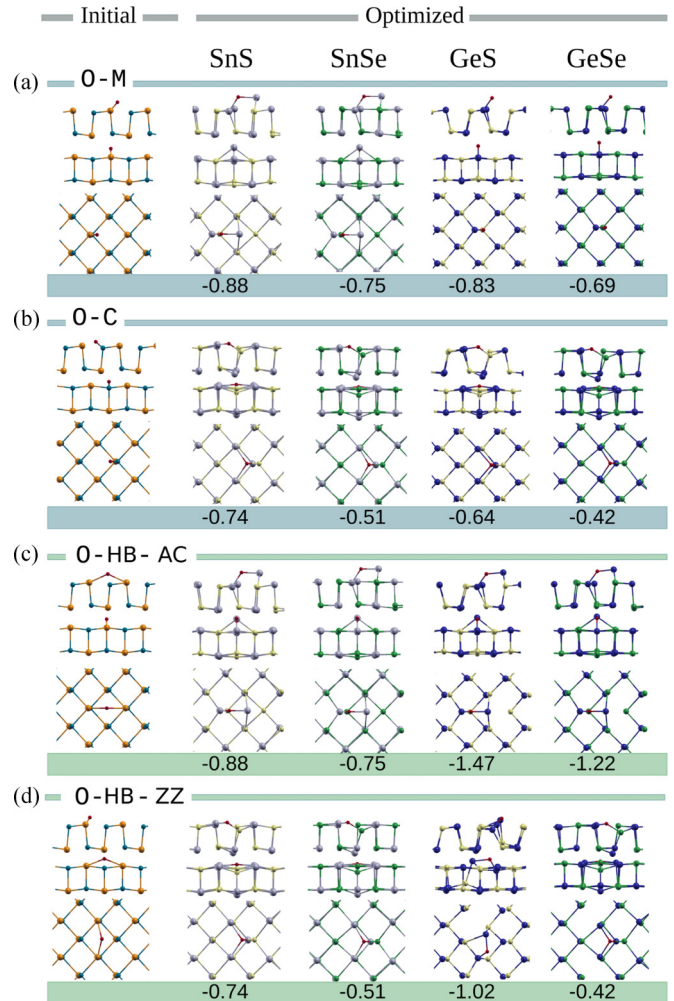 Initial Optimized
SnS SnSe GeS GeSe
(a) O-M
-0.88 -0.75 -0.83 -0.69
(b) O-C
-0.74 -0.51 -0.64 -0.42
(c) O-HB-AC
-0.88 -0.75 -1.47 -1.22
(d) O-HB-ZZ
-0.74 -0.51 -1.02 -0.42